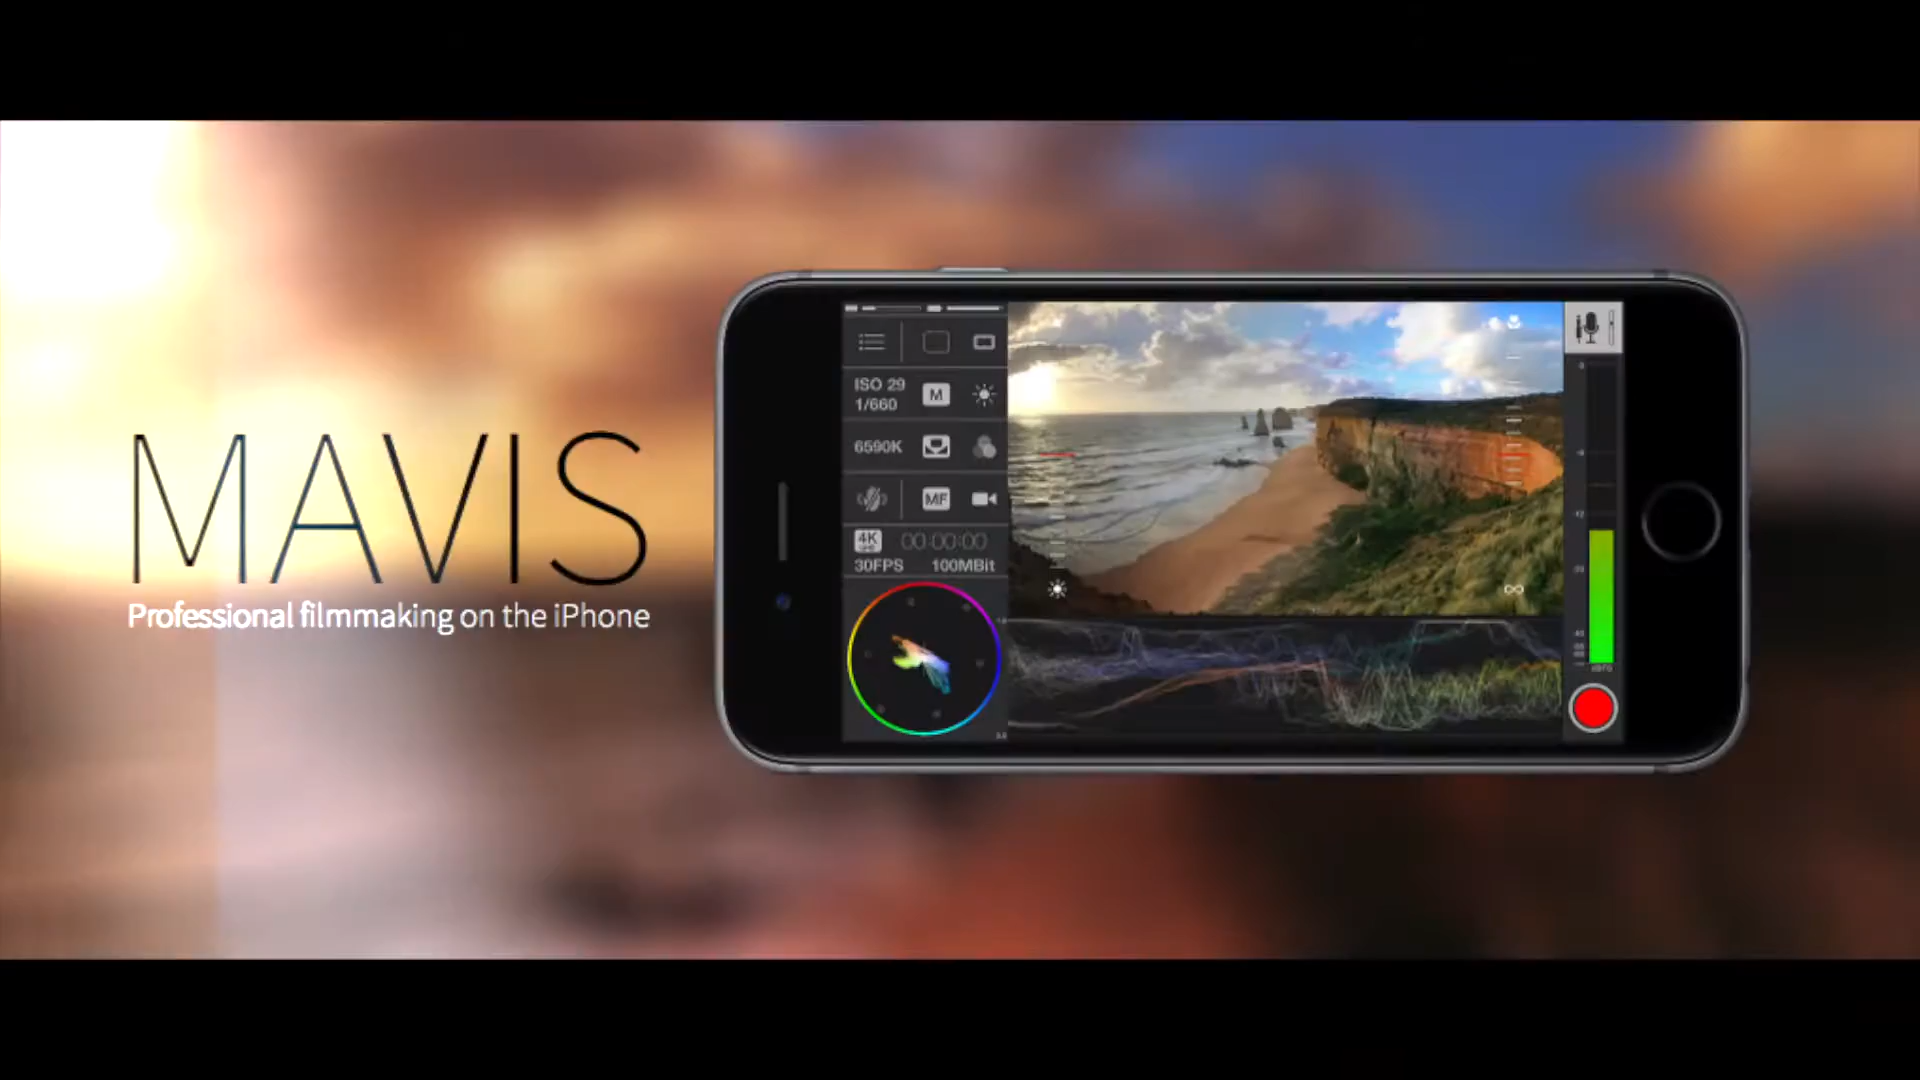 MAVIS
Professional filmmaking on the iPhone
ISO 29
1/660
M
6590K
MF
4K
00:00:00
30FPS 100MBit